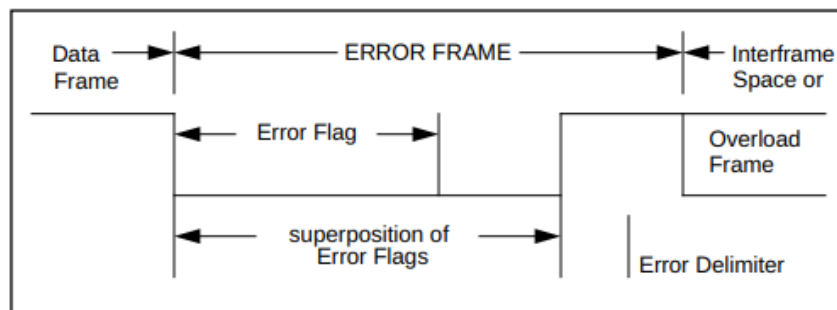 Data
Frame
ERROR FRAME
Interframe
Space or
Error Flag
Overload
Frame
superposition of
Error Flags
Error Delimiter